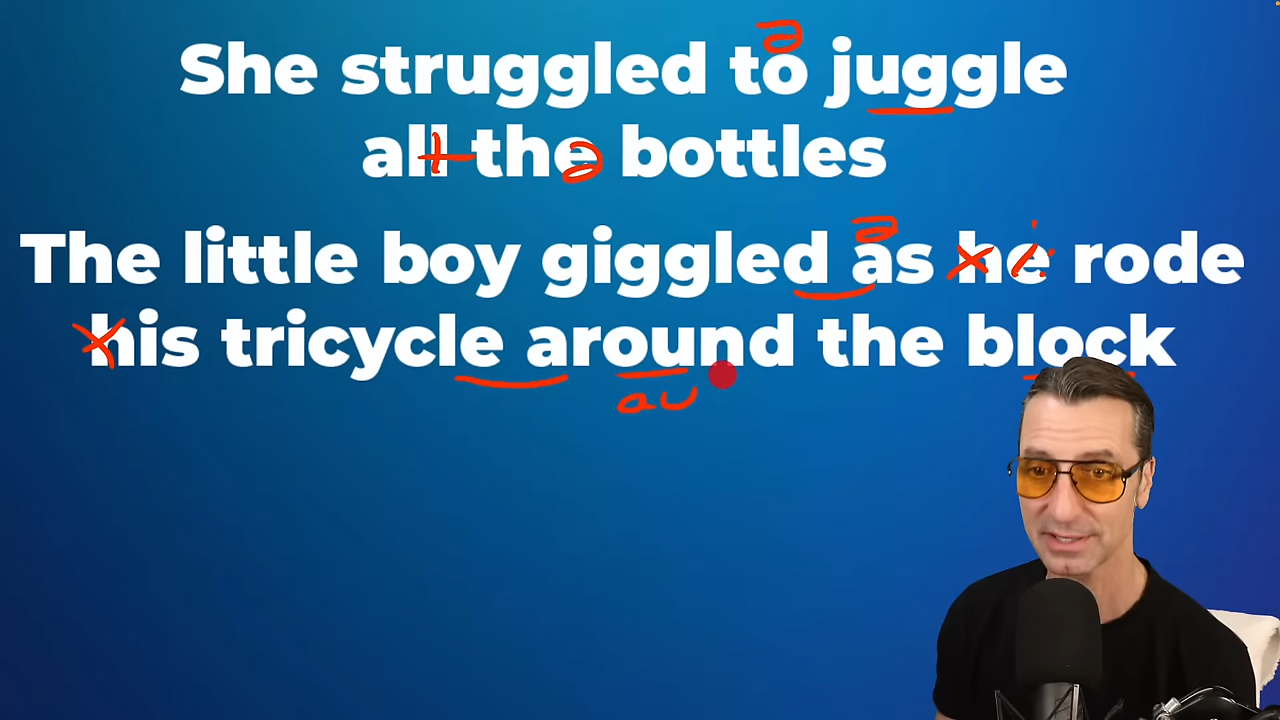 She struggled to juggle
all the bottles
The little boy giggled as he rode
his tricycle around the block
au